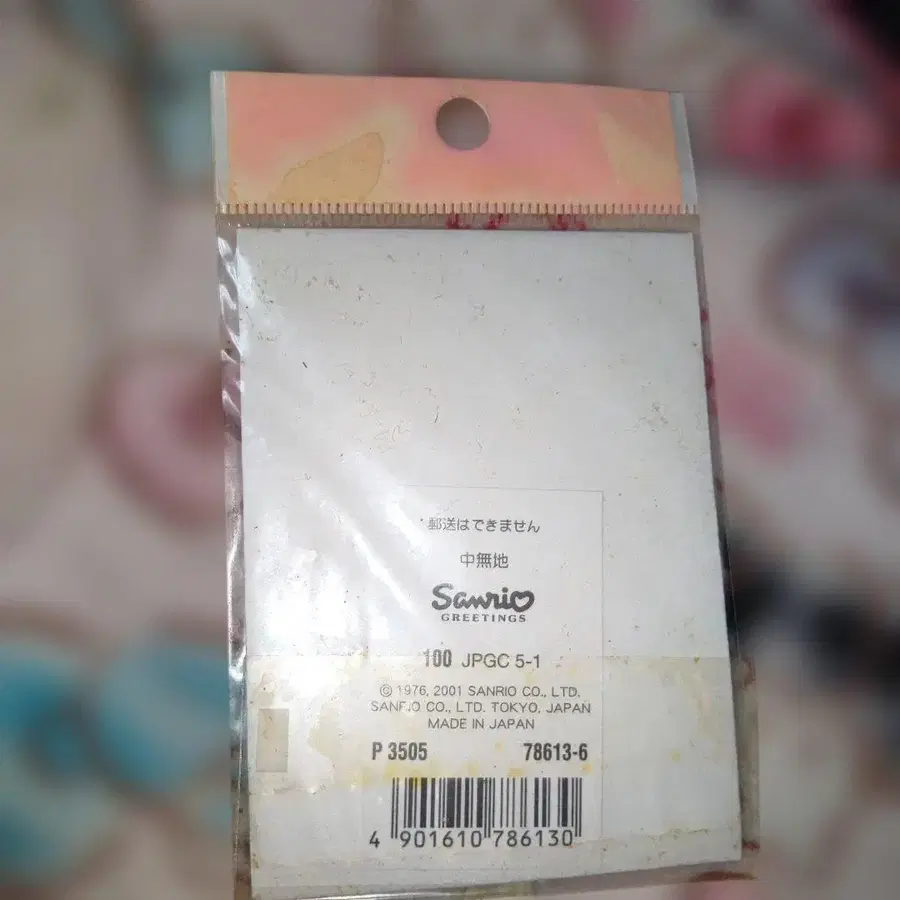 郵送はできません
中無地
Sanrio
GREETINGS
100 JPGC 5-1
© 1976, 2001 SANRIO CO., LTD.
SANRIO CO., LTD. TOKYO, JAPAN
MADE IN JAPAN
P 3505 78613-6
4 901610 786130